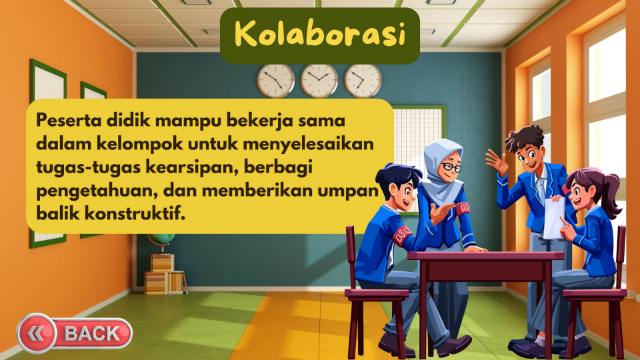 Kolaborasi
Peserta didik mampu bekerja sama
dalam kelompok untuk menyelesaikan
tugas-tugas kearsipan, berbagi
pengetahuan, dan memberikan umpan
balik konstruktif.
OSIS
BACK